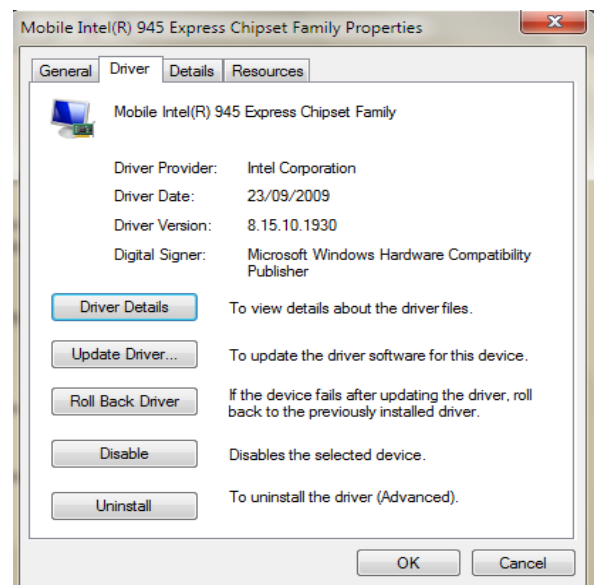 Mobile Intel(R) 945 Express Chipset Family Properties
General Driver Details Resources
Mobile Intel(R) 945 Express Chipset Family
Driver Provider: Intel Corporation
Driver Date: 23/09/2009
Driver Version: 8.15.10.1930
Digital Signer: Microsoft Windows Hardware Compatibility
Publisher
Driver Details To view details about the driver files.
Update Driver... To update the driver software for this device.
Roll Back Driver If the device fails after updating the driver, roll
back to the previously installed driver.
Disable Disables the selected device.
Uninstall To uninstall the driver (Advanced).
OK Cancel